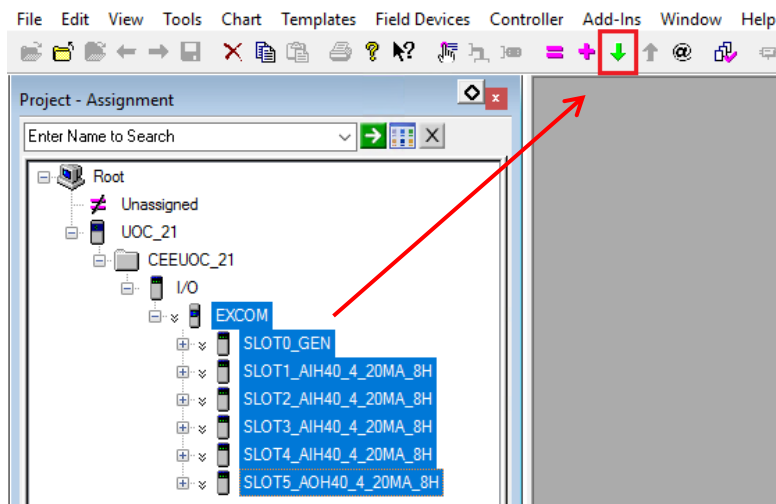 File Edit View Tools Chart Templates Field Devices Controller Add-Ins Window Help
Project - Assignment
Enter Name to Search
Root
Unassigned
UOC_21
CEEUOC_21
I/O
EXCOM
SLOT0_GEN
SLOT1_AIH40_4_20MA_8H
SLOT2_AIH40_4_20MA_8H
SLOT3_AIH40_4_20MA_8H
SLOT4_AIH40_4_20MA_8H
SLOT5_AOH40_4_20MA_8H